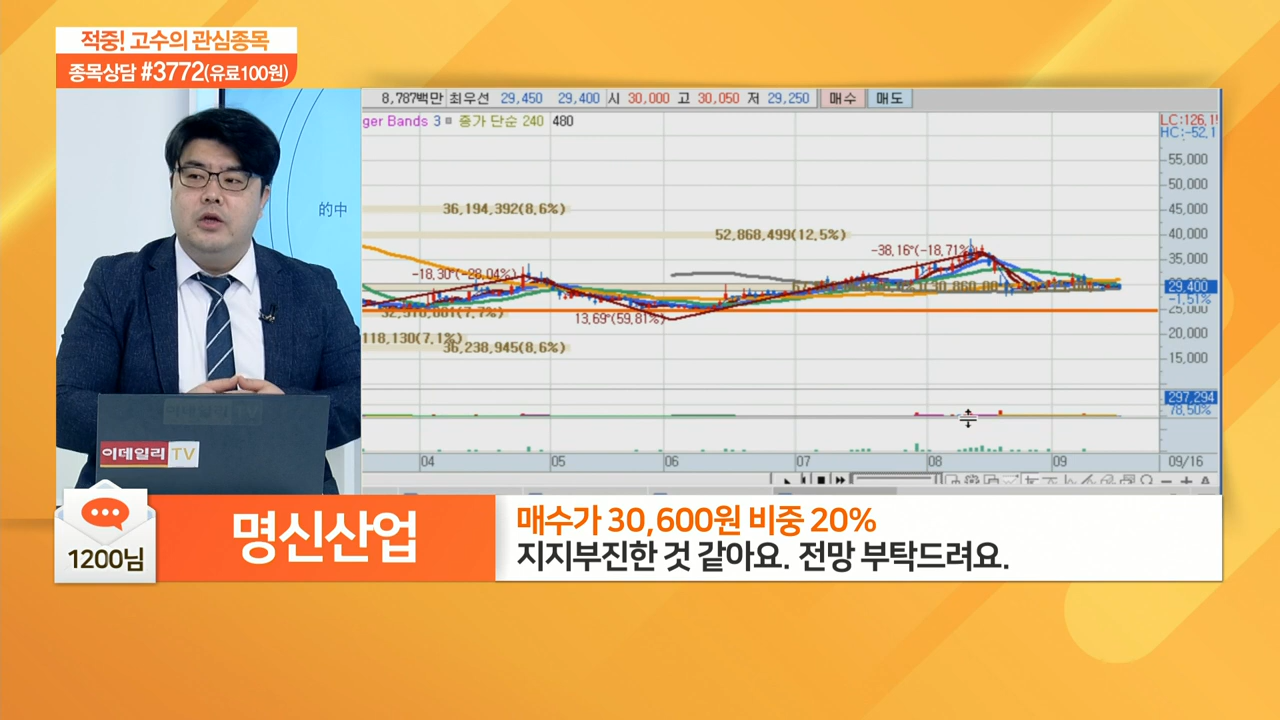 적중! 고수의 관심종목
종목상담 #3772(유료100원)
8,787백만 최우선 29,450 29,400 시 30,000 고 30,050 저 29,250 매수 매도
ger Bands 3 종가 단순 240 480
LC:126,1
HC:-52,1
55,000
50,000
45,000
40,000
35,000
29,400
-1,51%
25,000
20,000
15,000
297,294
78,50%
36,194,392(8,6%)
52,868,499(12,5%)
-38,16°(-18,71%)
-18,30°(-28,04%)
13,69°(59,81%)
118,130(7,1%)
36,238,945(8,6%)
04 05 06 07 08 09 09/16
的中
이데일리 TV
1200님
명신산업
매수가 30,600원 비중 20%
지지부진한 것 같아요. 전망 부탁드려요.